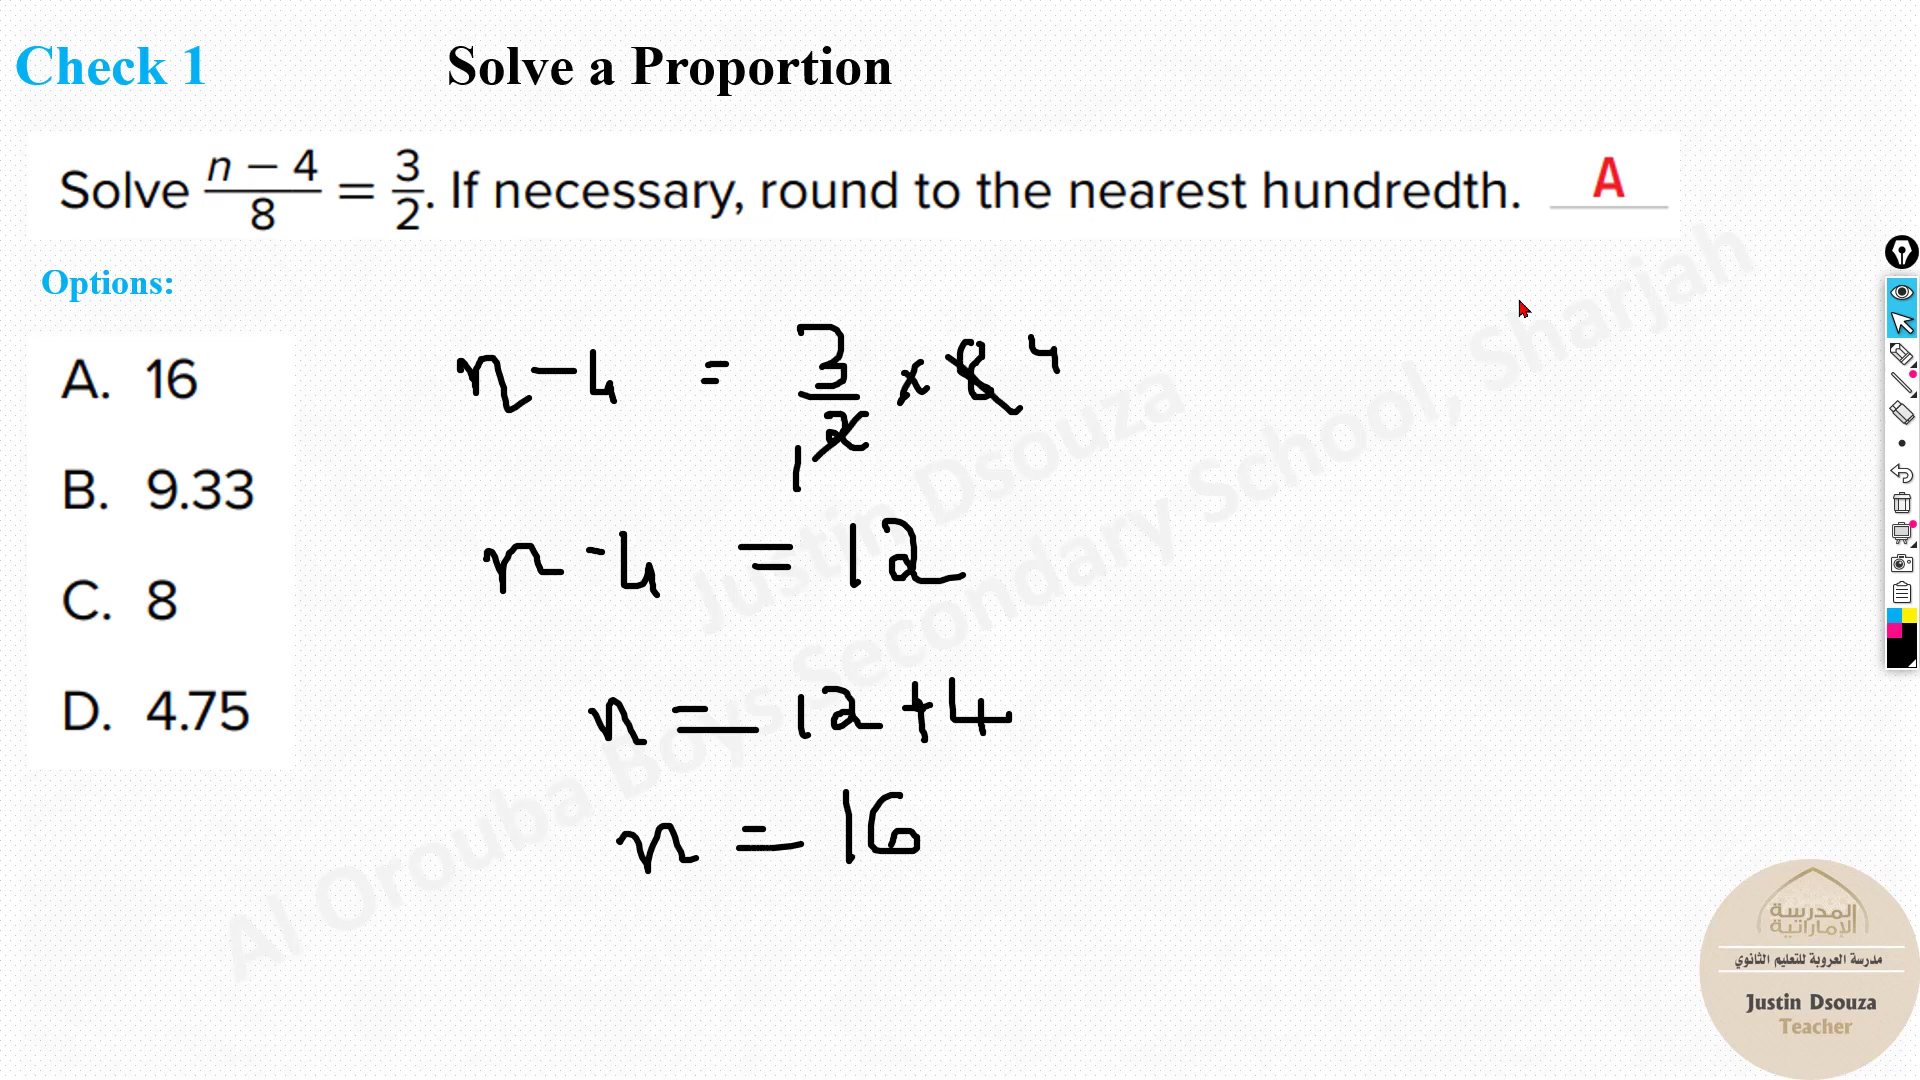 Check 1 Solve a Proportion
Solve (n − 4)/8 = 3/2. If necessary, round to the nearest hundredth. A
Options:
A. 16
B. 9.33
C. 8
D. 4.75
n - 4 = 3/2 × 8 4
1
n - 4 = 12
n = 12 + 4
n = 16
Justin Dsouza
Al Orouba Boys Secondary School, Sharjah
المدرسة
الإماراتية
مدرسة العروبة للتعليم الثانوي
Justin Dsouza
Teacher